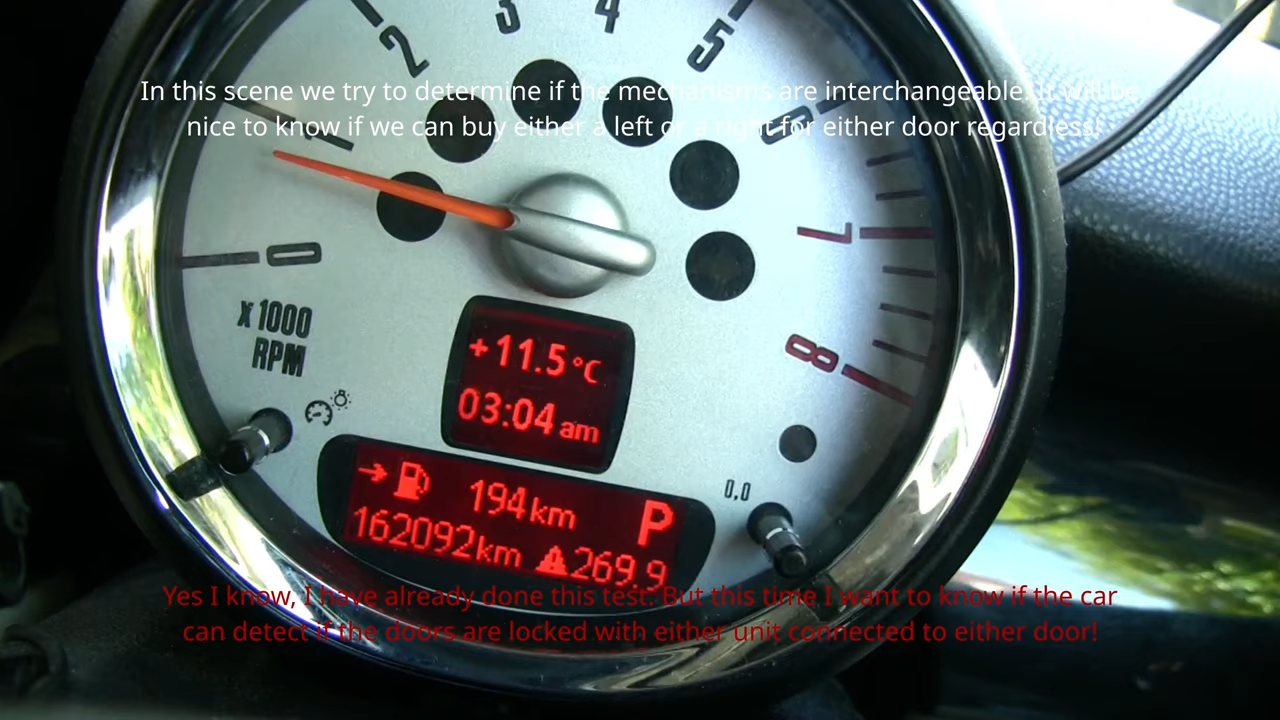 2 3 4 5
In this scene we try to determine if the mechanisms are interchangeable. It will be
nice to know if we can buy either a left or a right for either door regardless!
1 6
7
0
x 1000
RPM
8
+11.5°C
03:04 am
0.0
194km P
162092km 269.9
Yes I know, I have already done this test. But this time I want to know if the car
can detect if the doors are locked with either unit connected to either door!